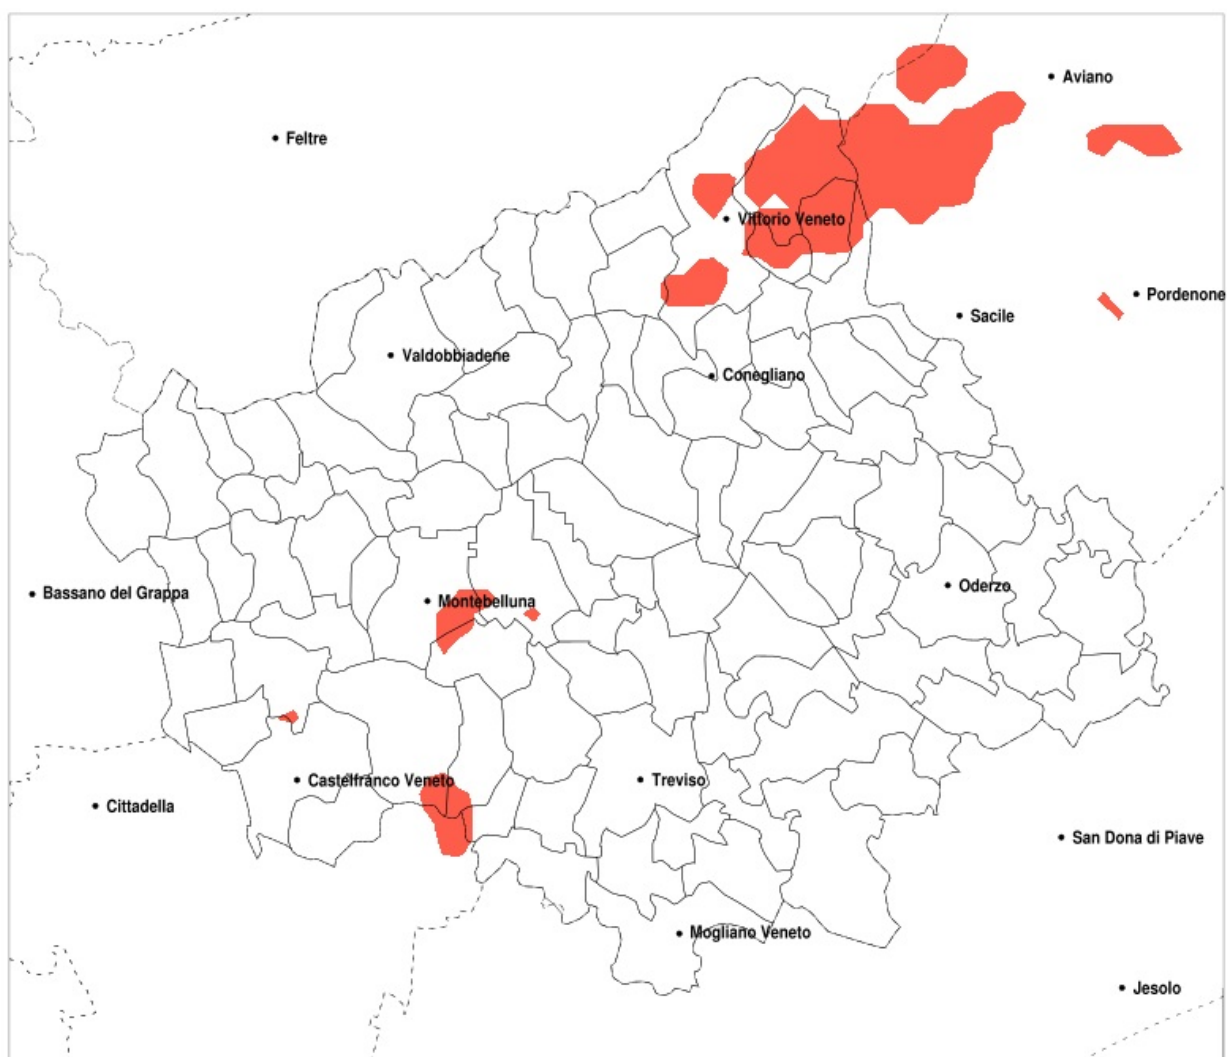 Aviano
Feltre
Vittorio Veneto
Pordenone
Sacile
Valdobbiadene
Conegliano
Oderzo
Bassano del Grappa
Montebelluna
Treviso
Castelfranco Veneto
Cittadella
San Dona di Piave
Mogliano Veneto
Jesolo